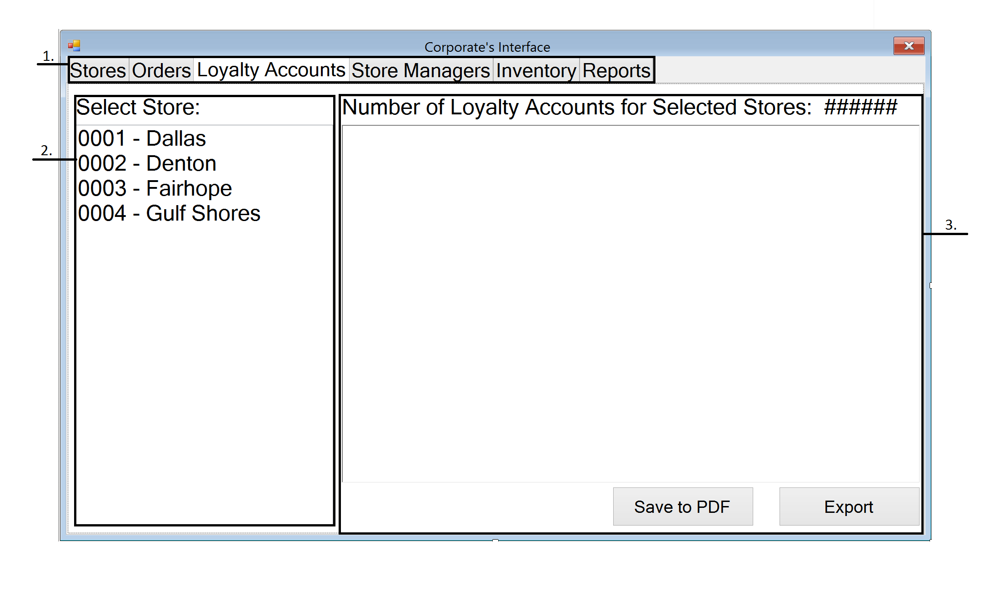 Corporate's Interface
1.
Stores Orders Loyalty Accounts Store Managers Inventory Reports
Select Store:
Number of Loyalty Accounts for Selected Stores: ######
0001 - Dallas
2.
0002 - Denton
0003 - Fairhope
0004 - Gulf Shores
3.
Save to PDF
Export